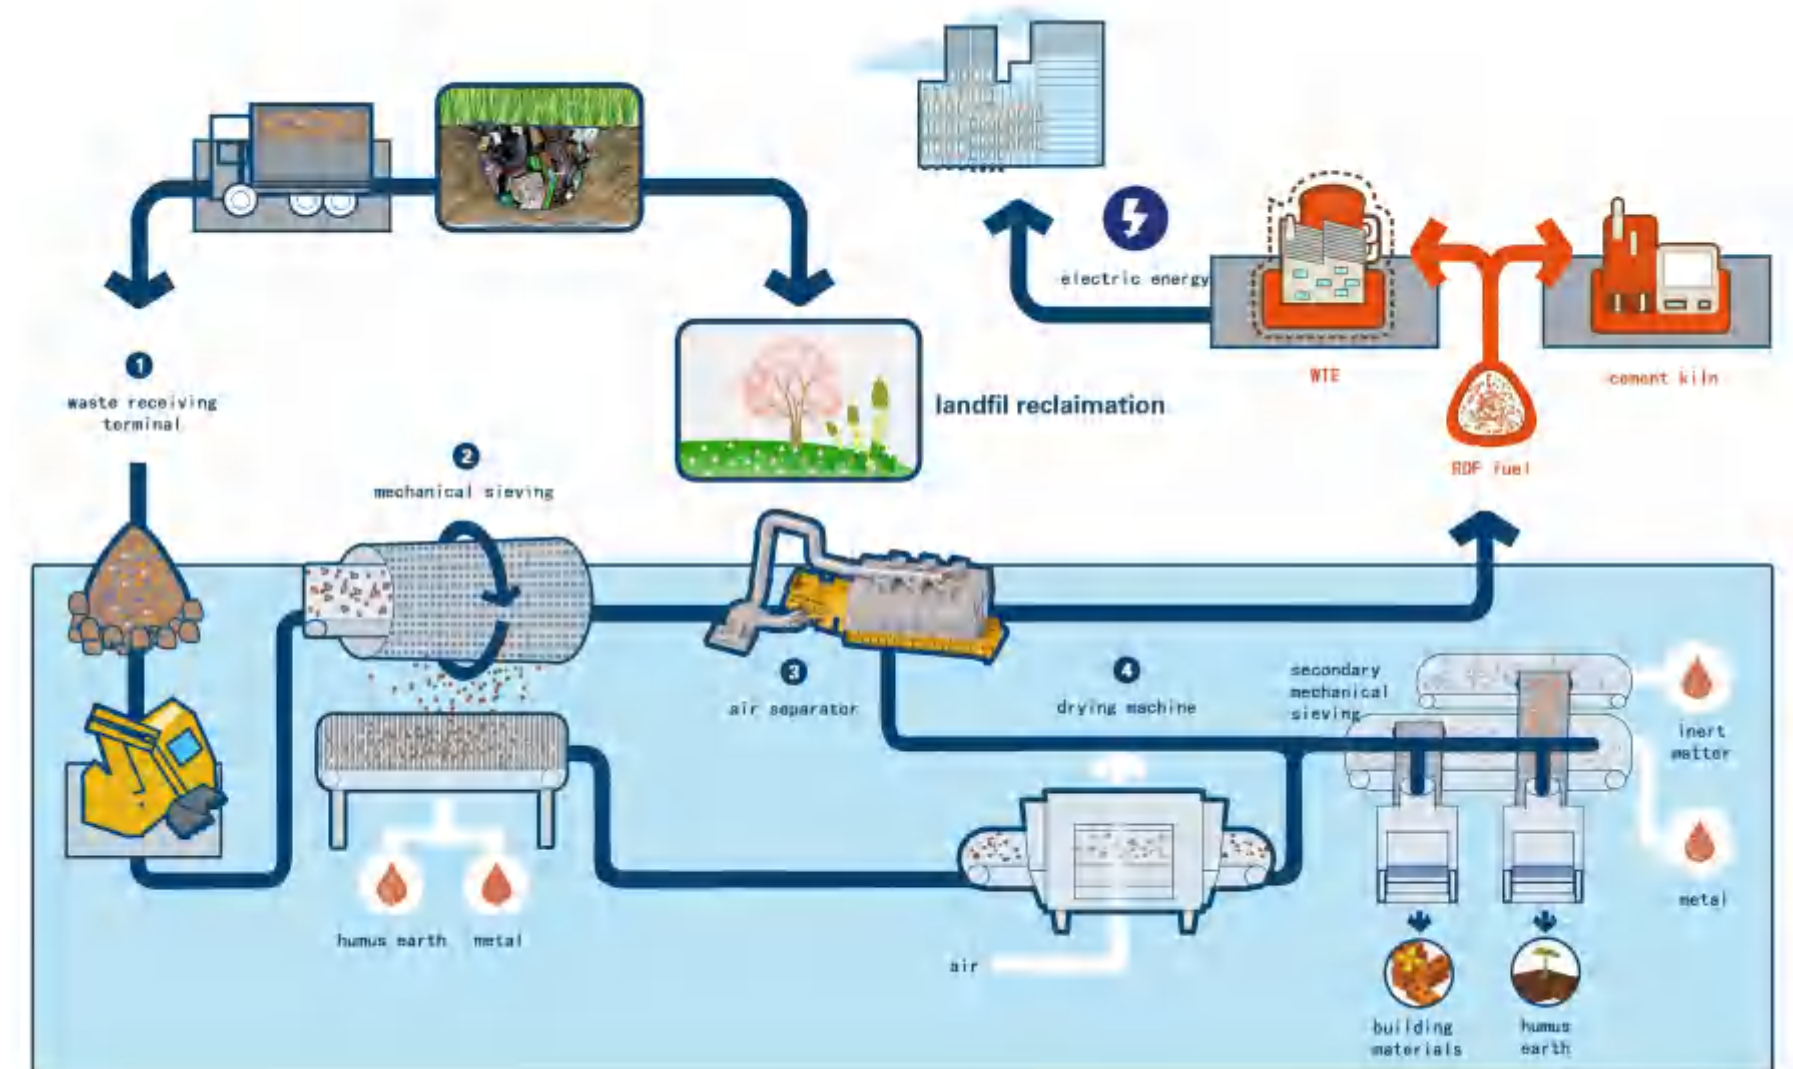 electric energy
1
waste receiving
terminal
WTE
cement kiln
landfil reclaimation
2
mechanical sieving
RDF fuel
3
air separator
4
drying machine
secondary
mechanical
sieving
inert
matter
metal
humus earth
metal
air
building
materials
humus
earth